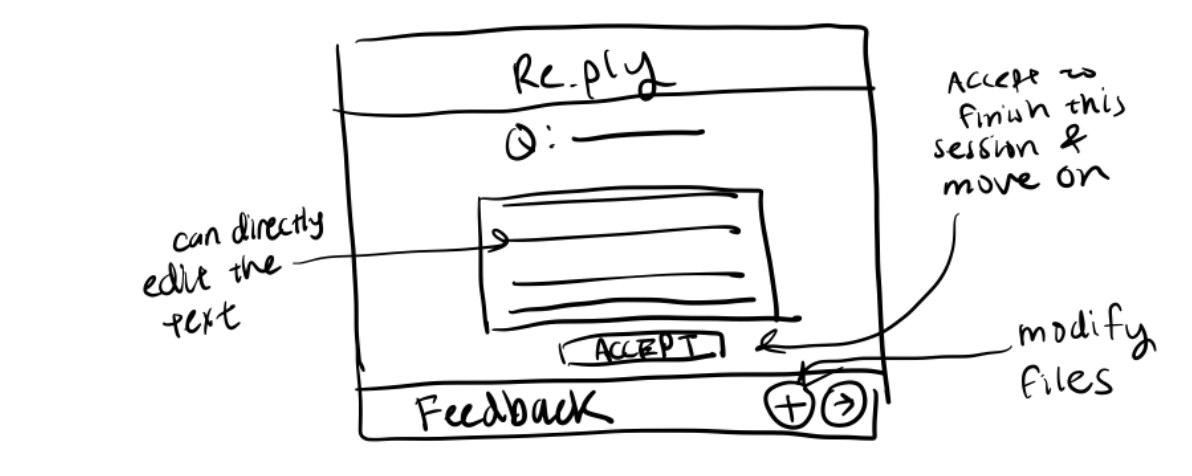 Re.ply
Q:
can directly
edit the
text
Accept to
finish this
session &
move on
ACCEPT
modify
files
Feedback